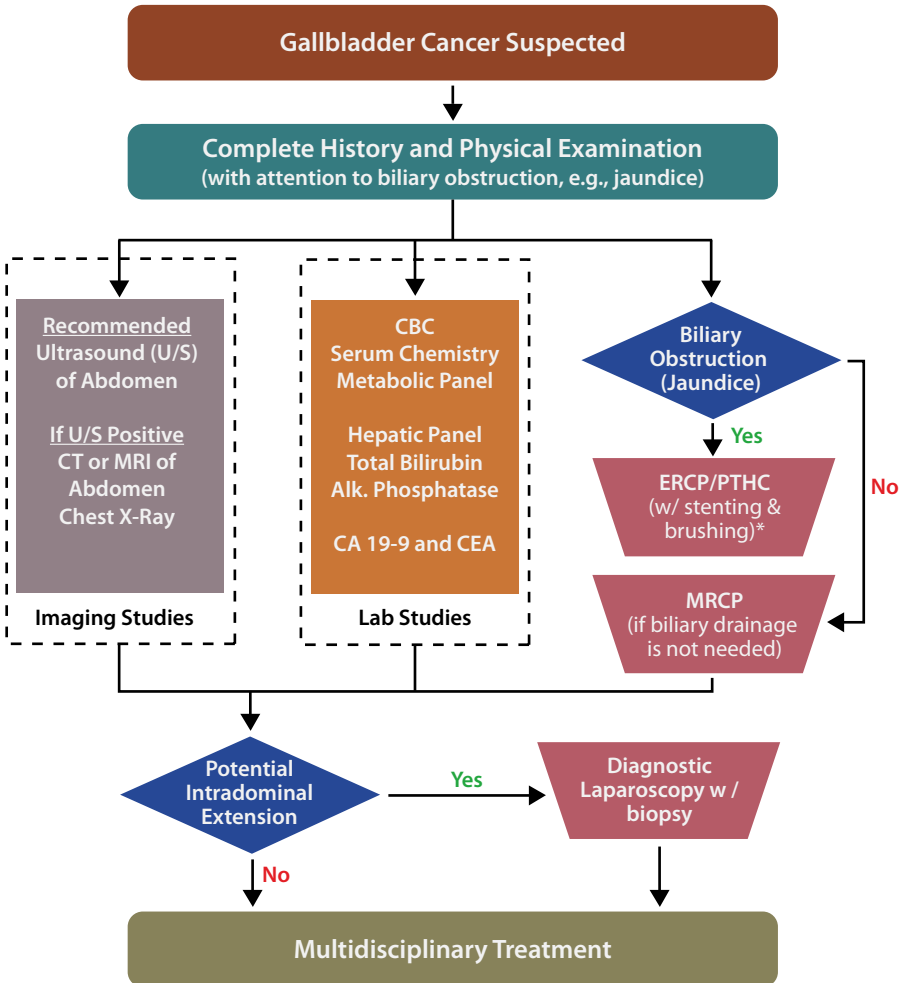 Gallbladder Cancer Suspected
Complete History and Physical Examination
(with attention to biliary obstruction, e.g., jaundice)
Recommended
Ultrasound (U/S)
of Abdomen
If U/S Positive
CT or MRI of
Abdomen
Chest X-Ray
Imaging Studies
CBC
Serum Chemistry
Metabolic Panel
Hepatic Panel
Total Bilirubin
Alk. Phosphatase
CA 19-9 and CEA
Lab Studies
Biliary
Obstruction
(Jaundice)
Yes
No
ERCP/PTHC
(w/ stenting &
brushing)*
MRCP
(if biliary drainage
is not needed)
Potential
Intradominal
Extension
Yes
No
Diagnostic
Laparoscopy w /
biopsy
Multidisciplinary Treatment